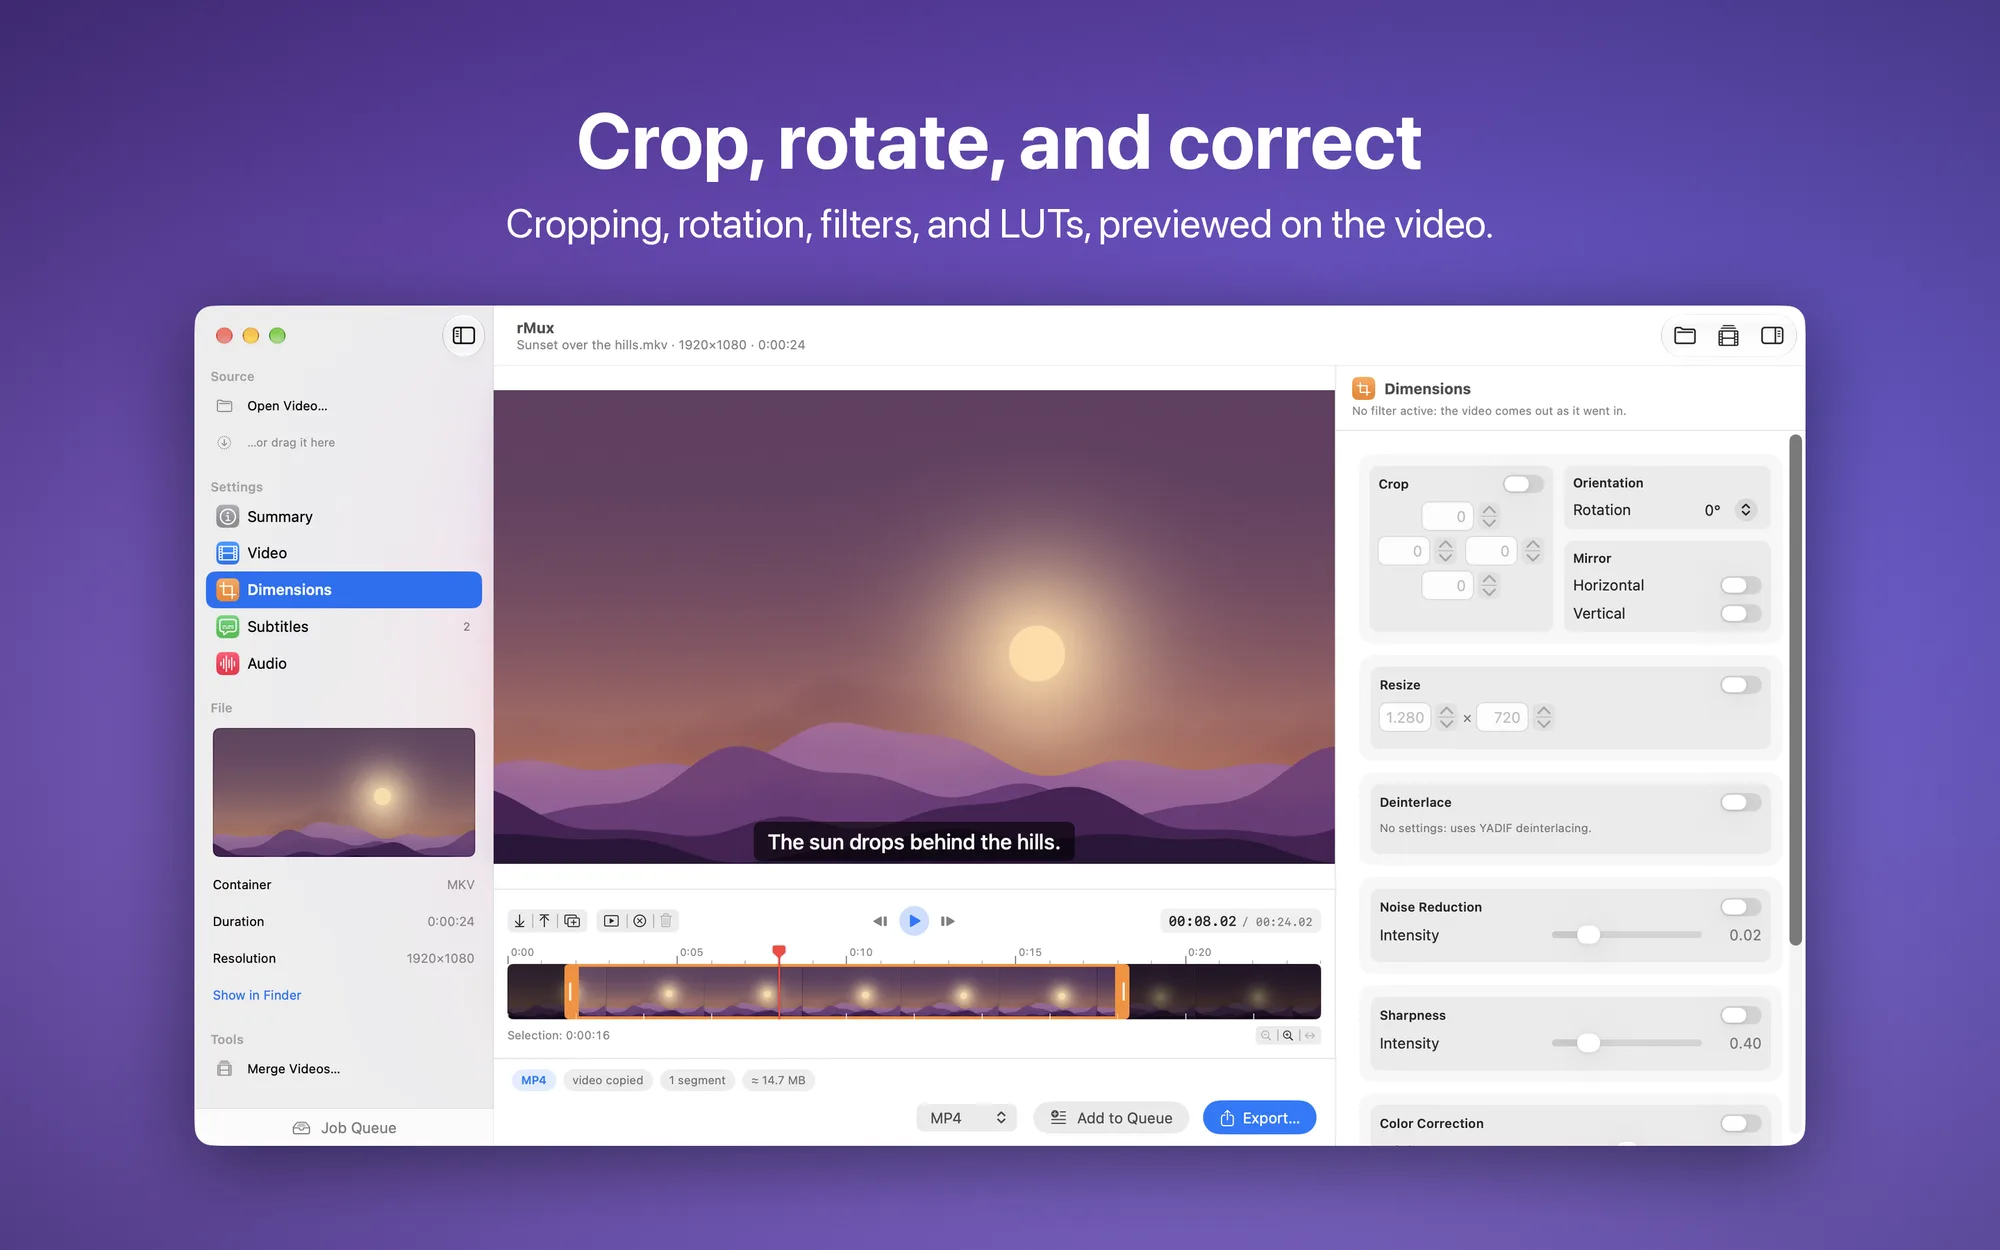 Crop, rotate, and correct
Cropping, rotation, filters, and LUTs, previewed on the video.
rMux
Sunset over the hills.mkv · 1920×1080 · 0:00:24
Source
Open Video...
...or drag it here
Settings
Summary
Video
Dimensions
Subtitles 2
Audio
File
Container MKV
Duration 0:00:24
Resolution 1920×1080
Show in Finder
Tools
Merge Videos...
Job Queue
The sun drops behind the hills.
00:08.02 / 00:24.02
0:00 0:05 0:10 0:15 0:20
Selection: 0:00:16
MP4 video copied 1 segment ≈ 14.7 MB
MP4 Add to Queue Export...
Dimensions
No filter active: the video comes out as it went in.
Crop
0
0 0
0
Orientation
Rotation 0°
Mirror
Horizontal
Vertical
Resize
1.280 × 720
Deinterlace
No settings: uses YADIF deinterlacing.
Noise Reduction
Intensity 0.02
Sharpness
Intensity 0.40
Color Correction